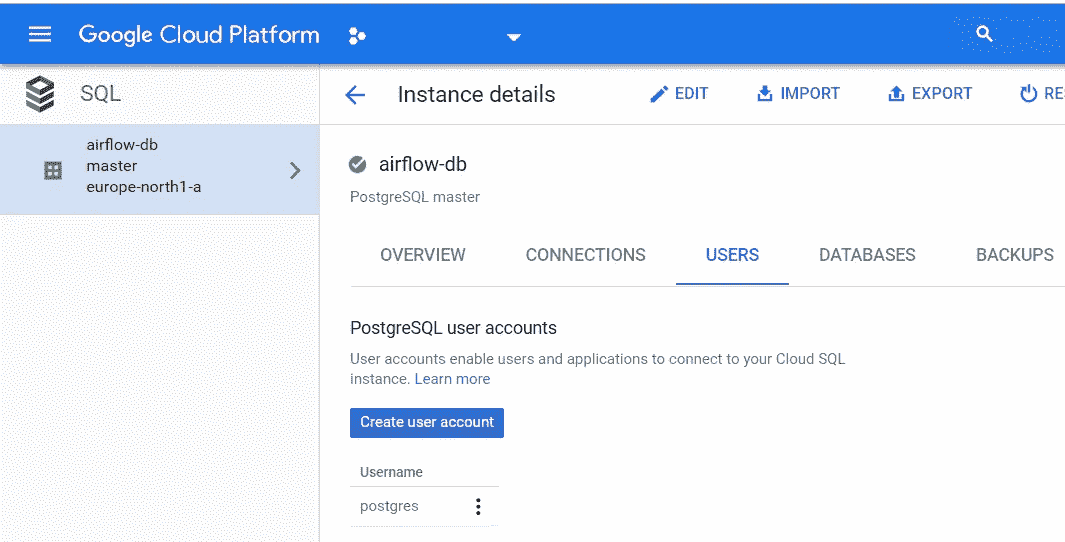 Google Cloud Platform
SQL
Instance details
EDIT
IMPORT
EXPORT
RE
airflow-db
master
europe-north1-a
airflow-db
PostgreSQL master
OVERVIEW
CONNECTIONS
USERS
DATABASES
BACKUPS
PostgreSQL user accounts
User accounts enable users and applications to connect to your Cloud SQL
instance. Learn more
Create user account
Username
postgres